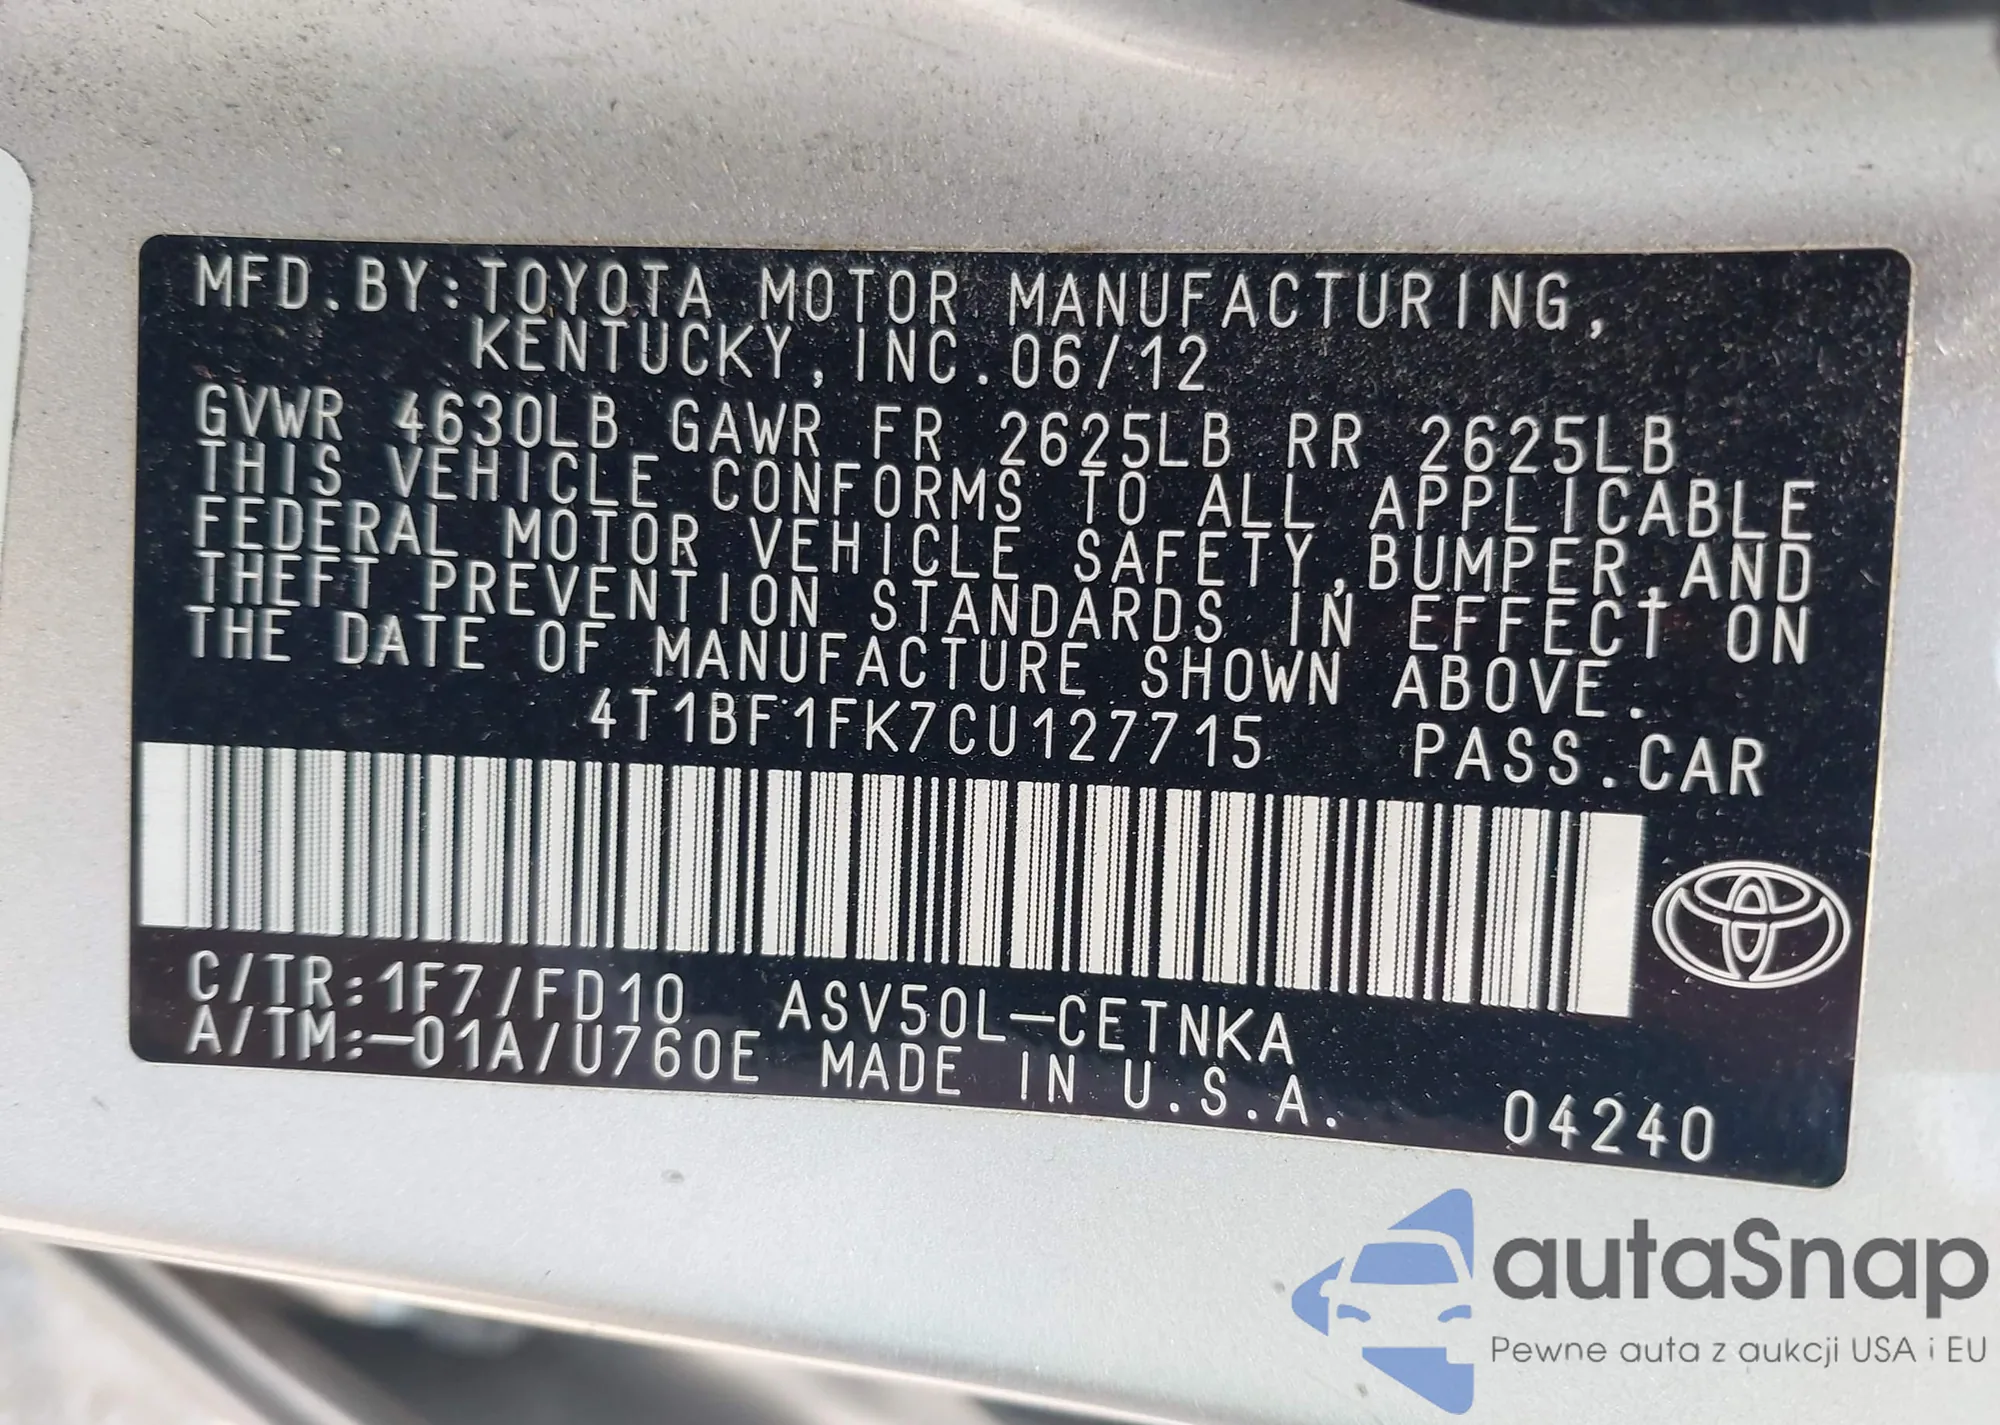 MFD.BY:TOYOTA MOTOR MANUFACTURING,
KENTUCKY, INC.06/12
GVWR 4630LB GAWR FR 2625LB RR 2625LB
THIS VEHICLE CONFORMS TO ALL APPLICABLE
FEDERAL MOTOR VEHICLE SAFETY,BUMPER,AND
THEFT PREVENTION STANDARDS IN EFFECT ON
THE DATE OF MANUFACTURE SHOWN ABOVE.
4T1BF1FK7CU127715 PASS.CAR
C/TR:1F7/FD10 ASV50L-CETNKA
A/TM:-01A/U760E MADE IN U.S.A.
04240
autaSnap
Pewne auta z aukcji USA i EU